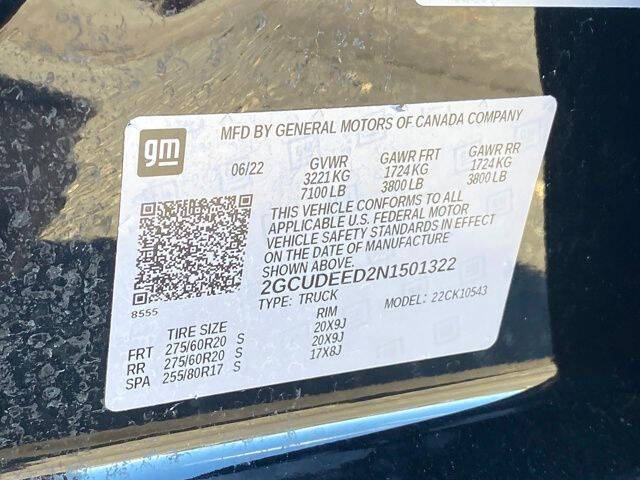 gm
MFD BY GENERAL MOTORS OF CANADA COMPANY
06/22 GVWR GAWR FRT GAWR RR
3221 KG 1724 KG 1724 KG
7100 LB 3800 LB 3800 LB
THIS VEHICLE CONFORMS TO ALL
APPLICABLE U.S. FEDERAL MOTOR
VEHICLE SAFETY STANDARDS IN EFFECT
ON THE DATE OF MANUFACTURE
SHOWN ABOVE.
2GCUDEED2N1501322
8555
TYPE: TRUCK MODEL: 22CK10543
TIRE SIZE RIM
FRT 275/60R20 S 20X9J
RR 275/60R20 S 20X9J
SPA 255/80R17 S 17X8J